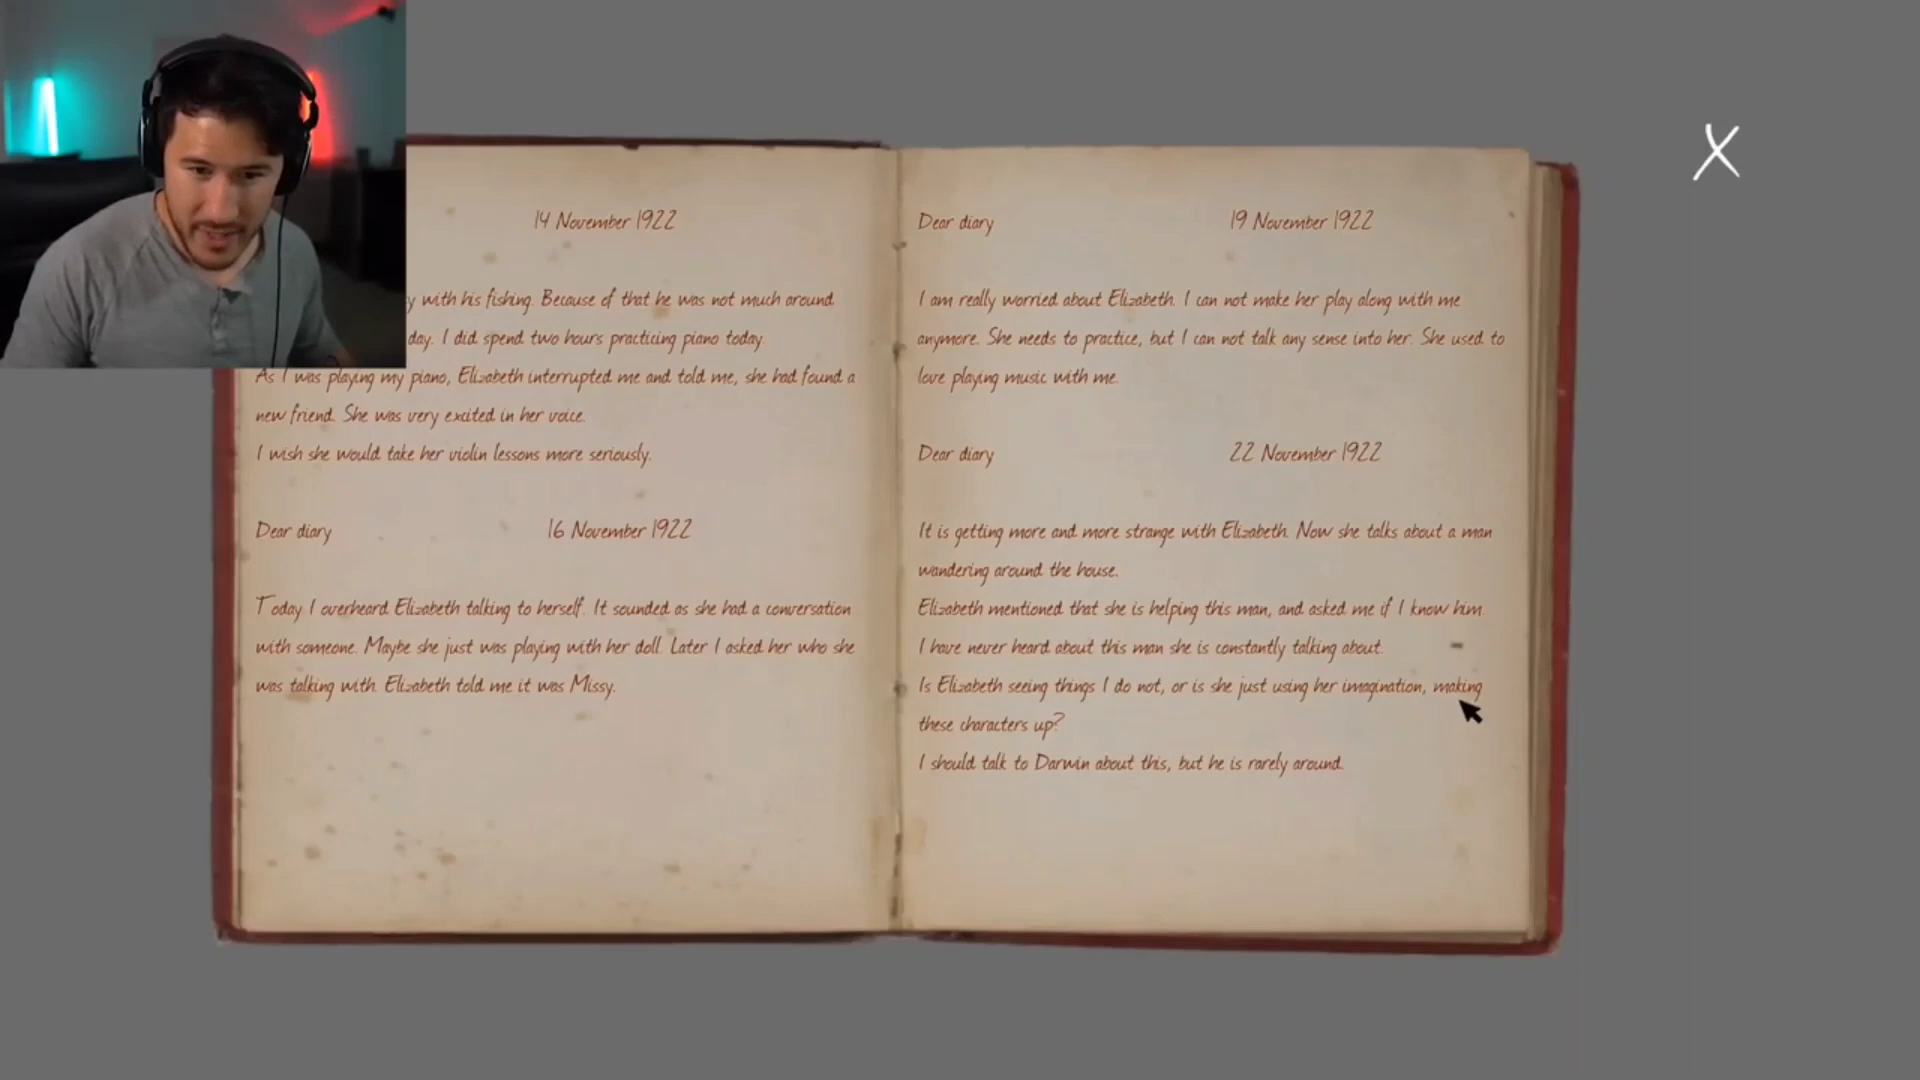 14 November 1922
y with his fishing. Because of that he was not much around
day. I did spend two hours practicing piano today.
As I was playing my piano, Elizabeth interrupted me and told me, she had found a
new friend. She was very excited in her voice.
I wish she would take her violin lessons more seriously.
Dear diary 16 November 1922
Today I overheard Elizabeth talking to herself. It sounded as she had a conversation
with someone. Maybe she just was playing with her doll. Later I asked her who she
was talking with. Elizabeth told me it was Missy.
Dear diary 19 November 1922
I am really worried about Elizabeth. I can not make her play along with me
anymore. She needs to practice, but I can not talk any sense into her. She used to
love playing music with me.
Dear diary 22 November 1922
It is getting more and more strange with Elizabeth. Now she talks about a man
wandering around the house.
Elizabeth mentioned that she is helping this man, and asked me if I know him.
I have never heard about this man she is constantly talking about.
Is Elizabeth seeing things I do not, or is she just using her imagination, making
these characters up?
I should talk to Darwin about this, but he is rarely around.
X